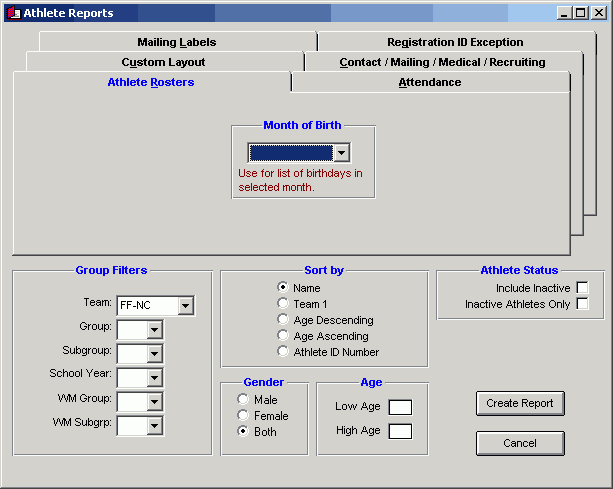 Athlete Reports
Mailing Labels
Registration ID Exception
Custom Layout
Contact / Mailing / Medical / Recruiting
Athlete Rosters
Attendance
Month of Birth
Use for list of birthdays in
selected month.
Group Filters
Team: FF-NC
Group:
Subgroup:
School Year:
WM Group:
WM Subgrp:
Sort by
Name
Team 1
Age Descending
Age Ascending
Athlete ID Number
Athlete Status
Include Inactive
Inactive Athletes Only
Gender
Male
Female
Both
Age
Low Age
High Age
Create Report
Cancel